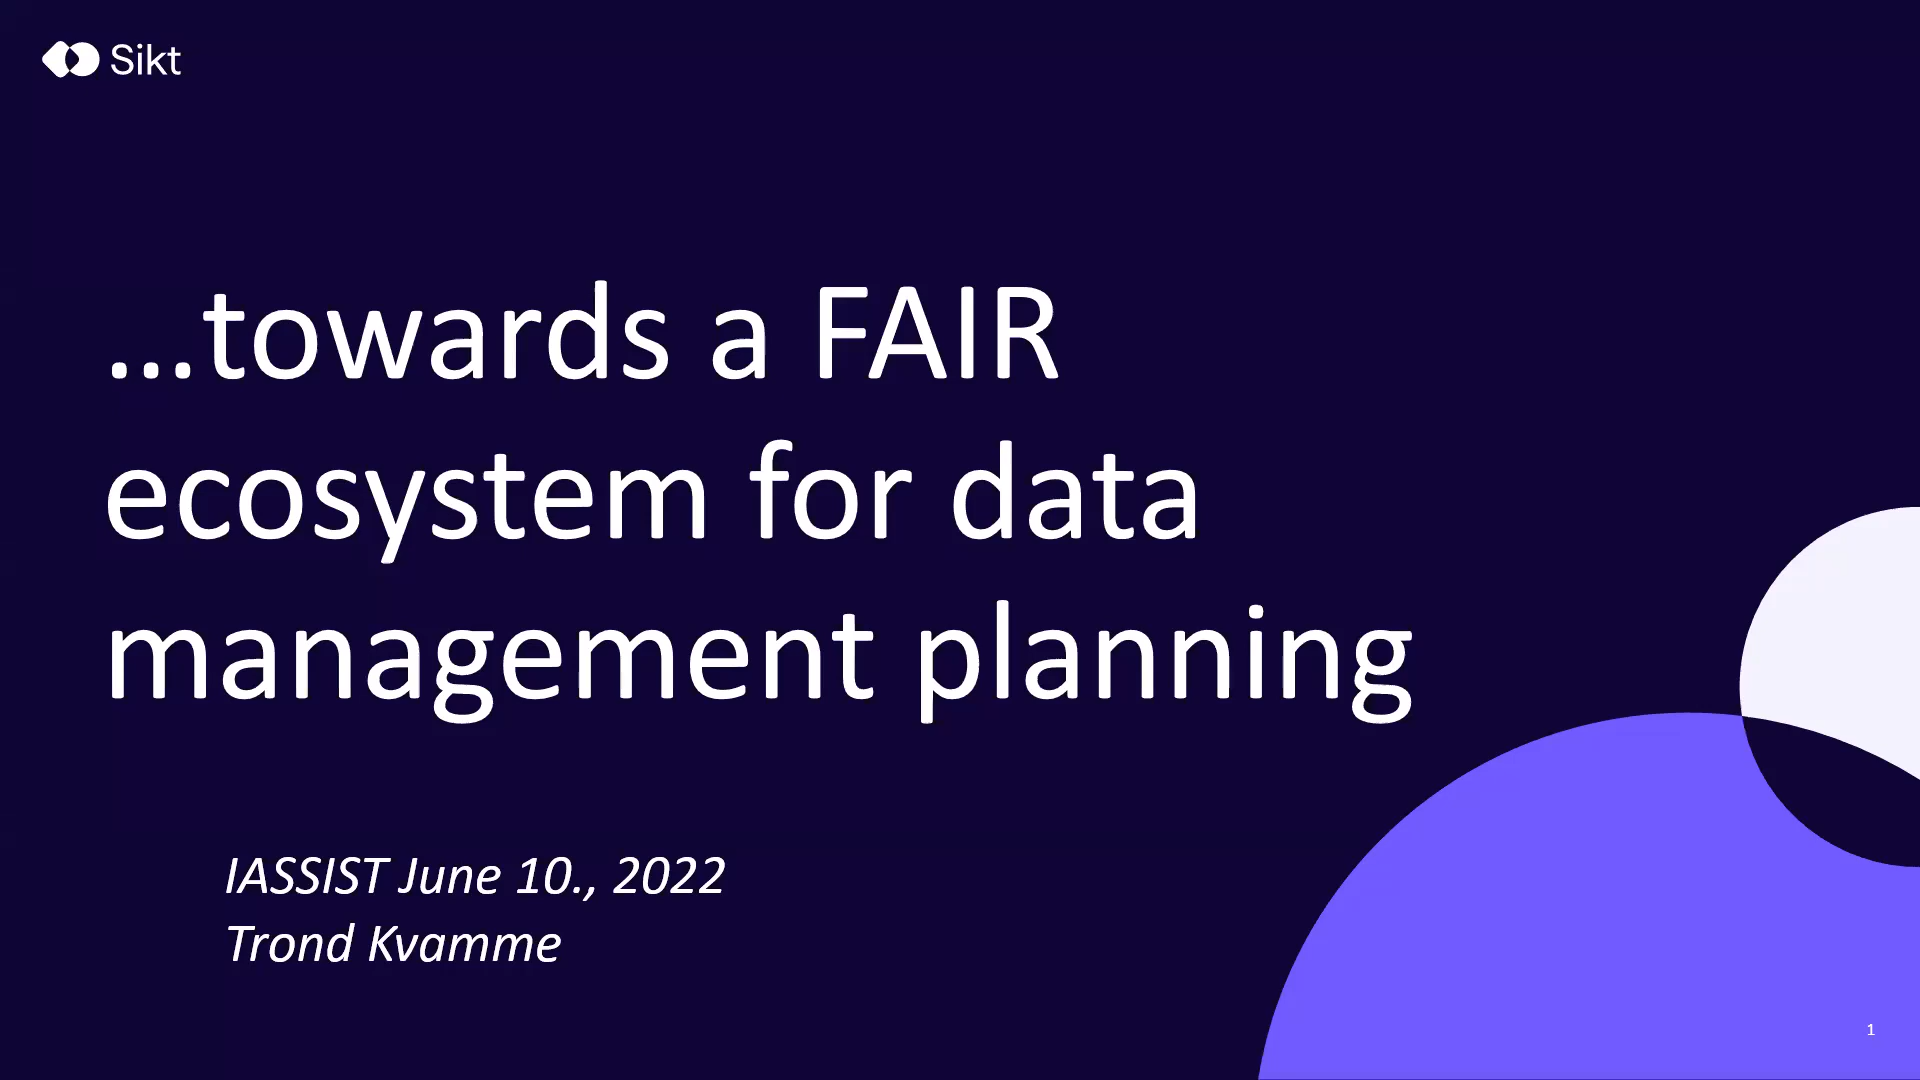 Sikt
...towards a FAIR
ecosystem for data
management planning
IASSIST June 10., 2022
Trond Kvamme
1